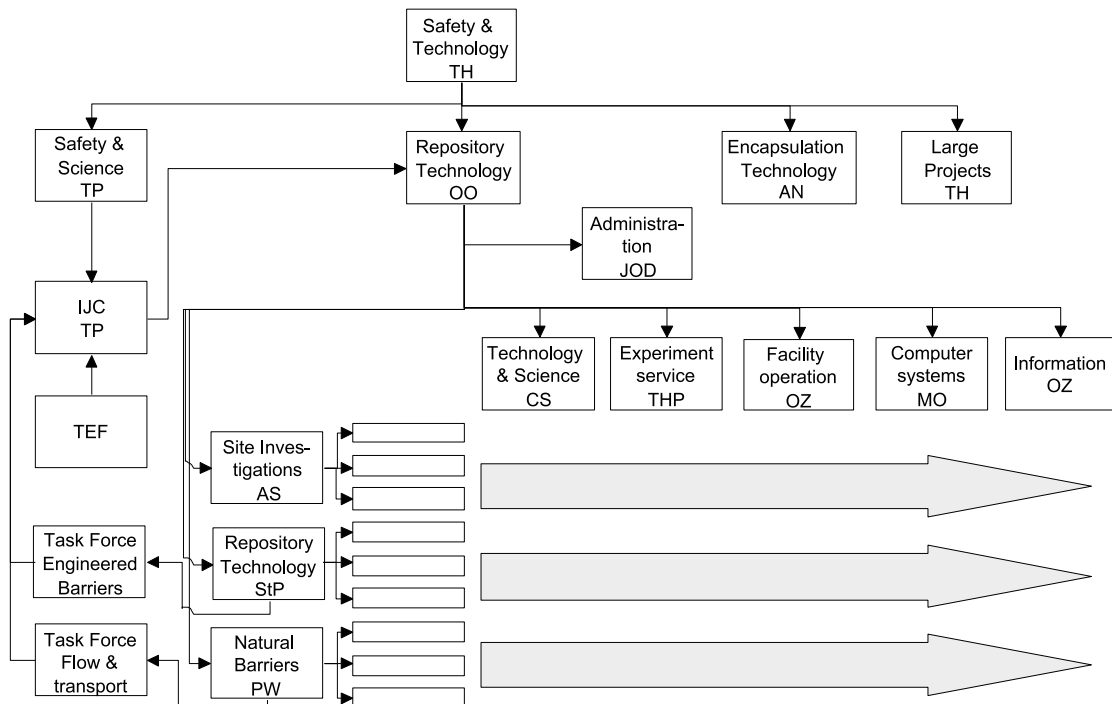 Safety &
Technology
TH
Safety &
Science
TP
Repository
Technology
OO
Encapsulation
Technology
AN
Large
Projects
TH
Administra-
tion
JOD
IJC
TP
Technology
& Science
CS
Experiment
service
THP
Facility
operation
OZ
Computer
systems
MO
Information
OZ
TEF
Site Inves-
tigations
AS
Task Force
Engineered
Barriers
Repository
Technology
StP
Task Force
Flow &
transport
Natural
Barriers
PW